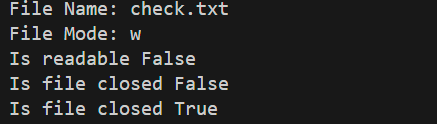 File Name: check.txt
File Mode: w
Is readable False
Is file closed False
Is file closed True